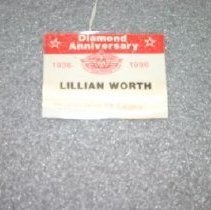 Diamond
Anniversary
1936- 1996
LILLIAN WORTH